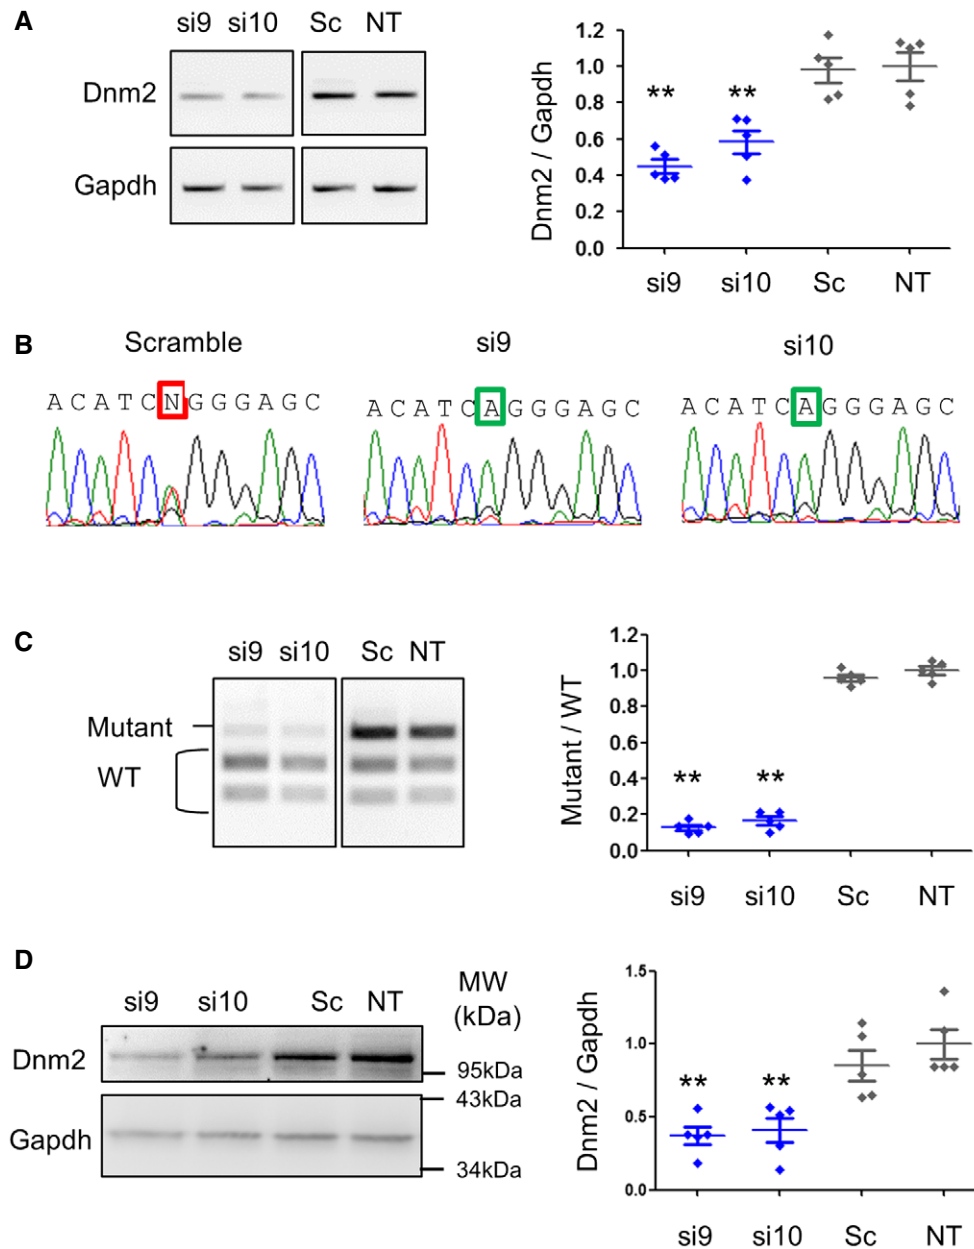 A
si9 si10 Sc NT
Dnm2
Gapdh
Dnm2 / Gapdh
1.2
1.0
0.8
0.6
0.4
0.2
0.0
** **
si9 si10 Sc NT
B
Scramble si9 si10
ACATCNGGGAGC ACATCAGGGAGC ACATCAGGGAGC
C
si9 si10 Sc NT
Mutant
WT
Mutant / WT
1.2
1.0
0.8
0.6
0.4
0.2
0.0
** **
si9 si10 Sc NT
D
si9 si10 Sc NT
MW
(kDa)
Dnm2
95kDa
43kDa
Gapdh
34kDa
Dnm2 / Gapdh
1.5
1.0
0.5
0.0
** **
si9 si10 Sc NT